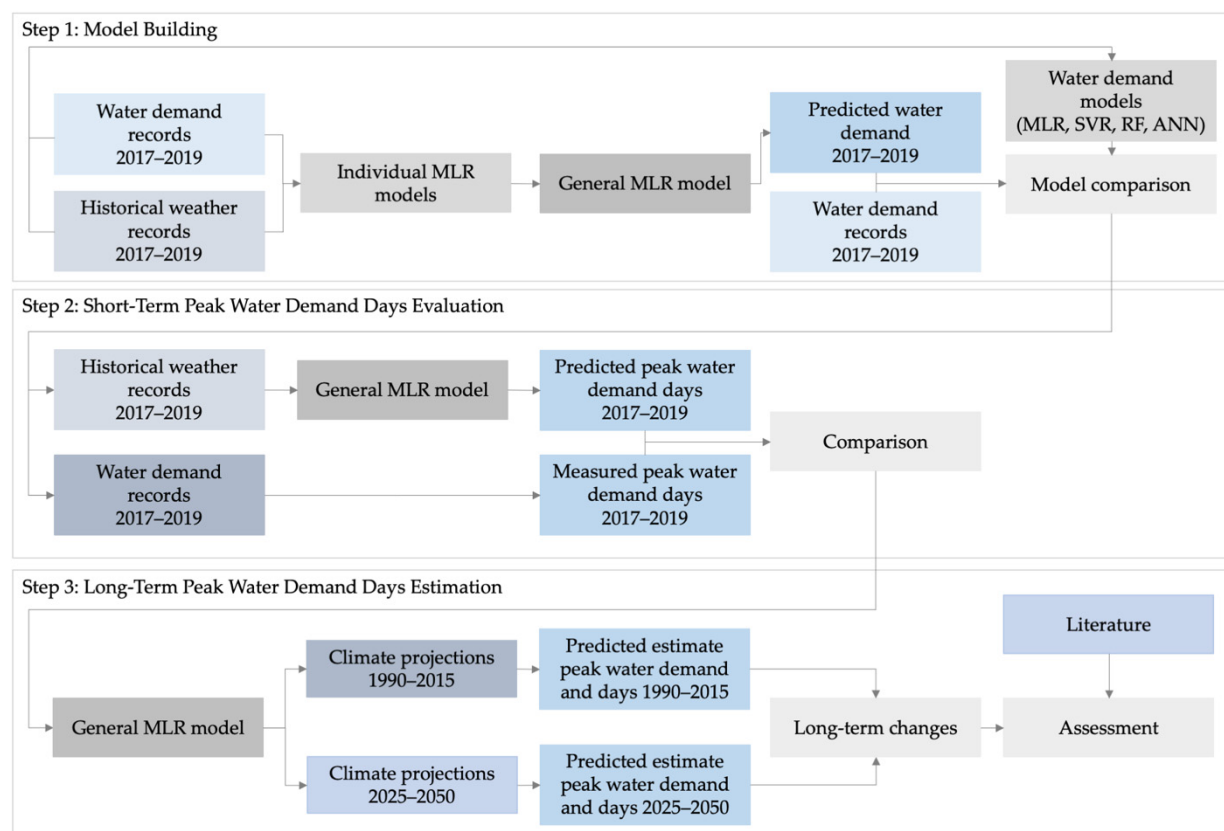 Step 1: Model Building
Water demand
records
2017–2019
Historical weather
records
2017–2019
Individual MLR
models
General MLR model
Predicted water
demand
2017–2019
Water demand
records
2017–2019
Water demand
models
(MLR, SVR, RF, ANN)
Model comparison
Step 2: Short-Term Peak Water Demand Days Evaluation
Historical weather
records
2017–2019
General MLR model
Predicted peak water
demand days
2017–2019
Water demand
records
2017–2019
Measured peak water
demand days
2017–2019
Comparison
Step 3: Long-Term Peak Water Demand Days Estimation
General MLR model
Climate projections
1990–2015
Predicted estimate
peak water demand
and days 1990–2015
Climate projections
2025–2050
Predicted estimate
peak water demand
and days 2025–2050
Long-term changes
Literature
Assessment